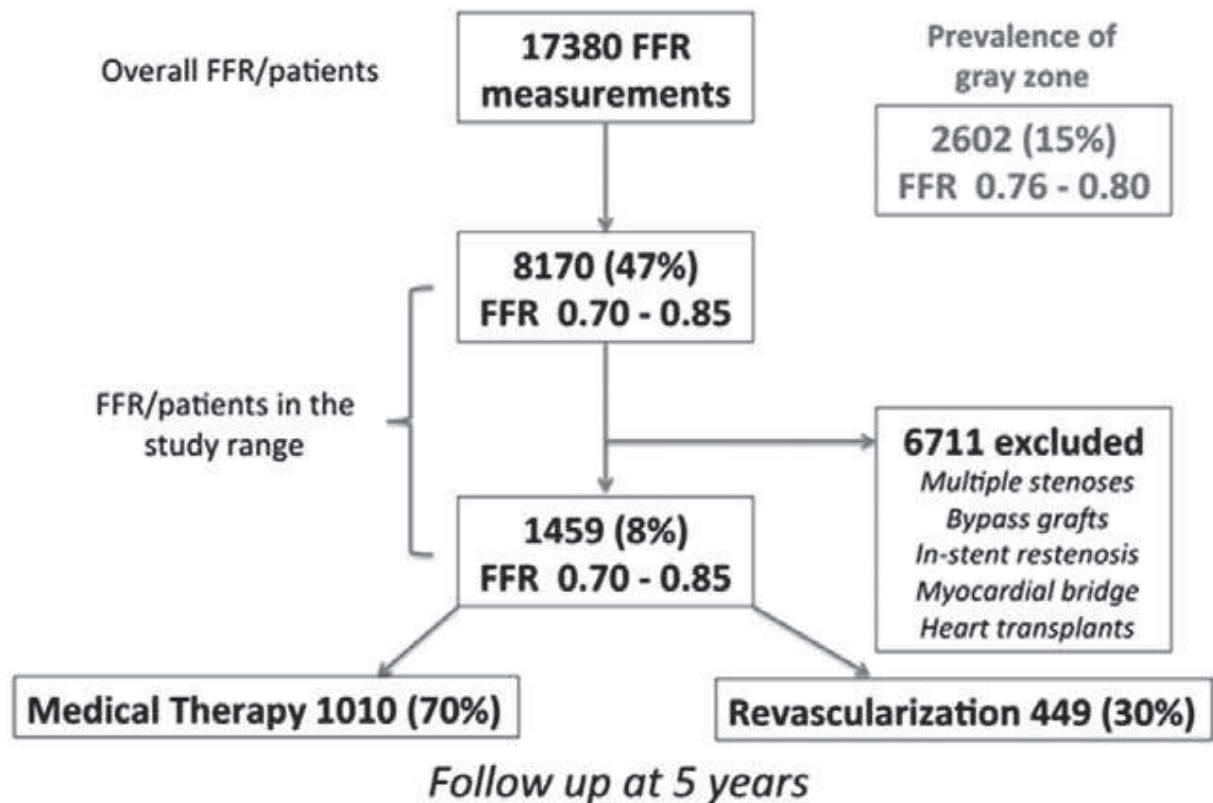 Overall FFR/patients
17380 FFR
measurements
Prevalence of
gray zone
2602 (15%)
FFR 0.76 - 0.80
8170 (47%)
FFR 0.70 - 0.85
FFR/patients in the
study range
6711 excluded
Multiple stenoses
Bypass grafts
In-stent restenosis
Myocardial bridge
Heart transplants
1459 (8%)
FFR 0.70 - 0.85
Medical Therapy 1010 (70%)
Revascularization 449 (30%)
Follow up at 5 years